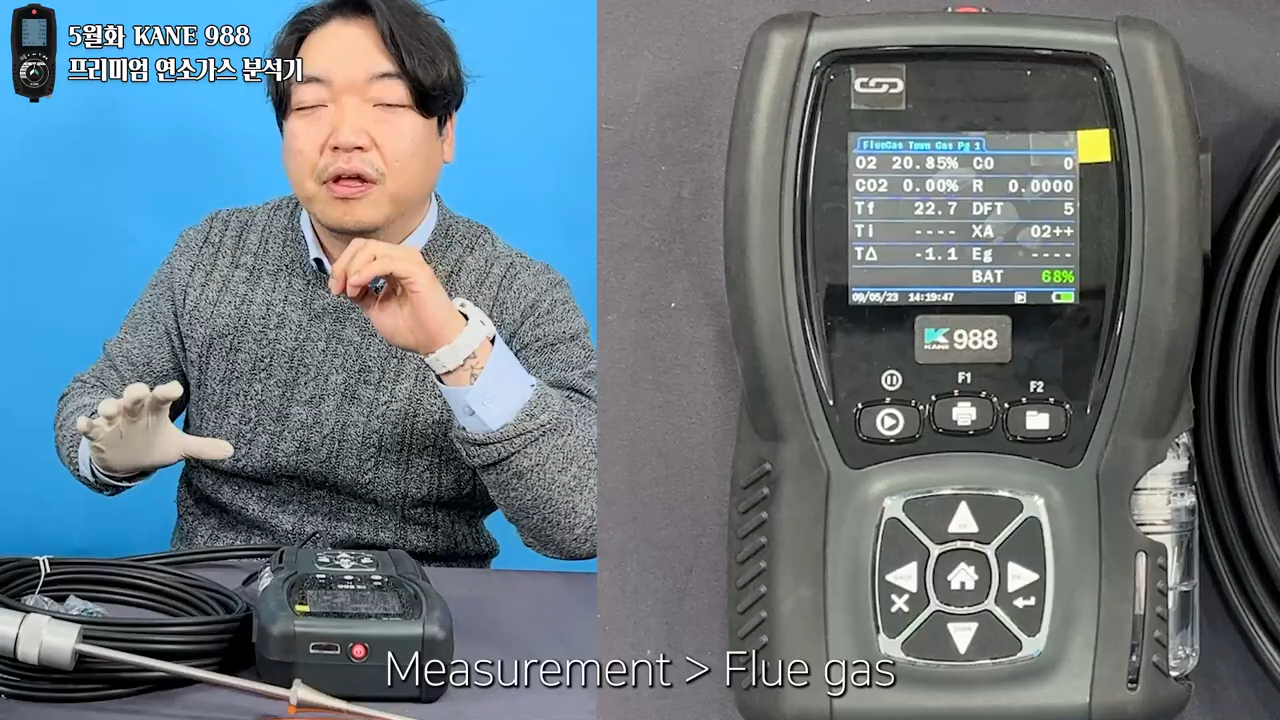 5월화 KANE 988
프리미엄 연소가스 분석기
FlueGas Town Gas Pg 1
O2 20.85% CO 0
CO2 0.00% R 0.0000
Tf 22.7 DFT 5
Ti ---- XA O2++
TΔ -1.1 Eg ----
BAT 68%
09/05/23 14:19:47
KANE 988
F1
F2
UP
DOWN
Measurement > Flue gas